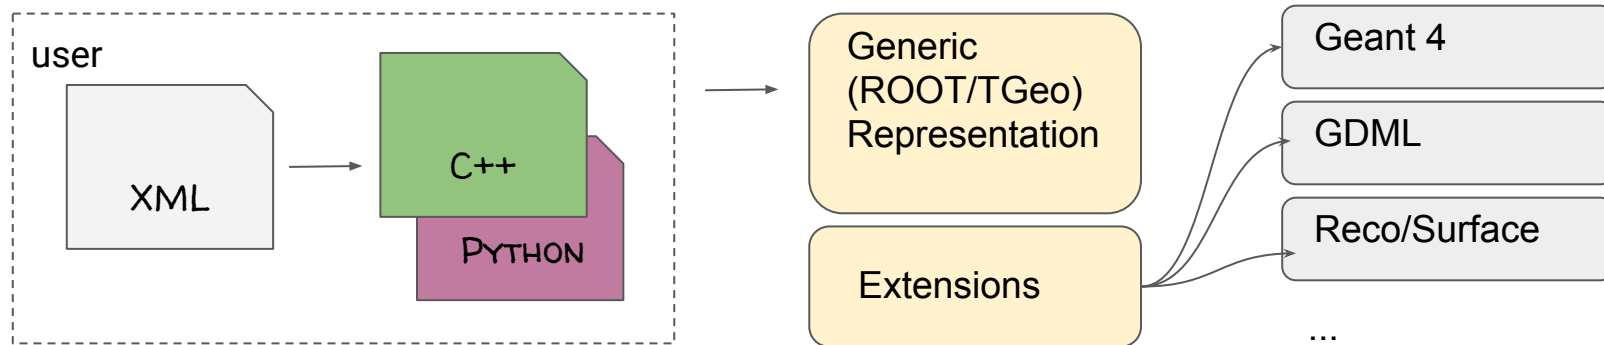 user
XML
C++
PYTHON
Generic
(ROOT/TGeo)
Representation
Extensions
Geant 4
GDML
Reco/Surface
...